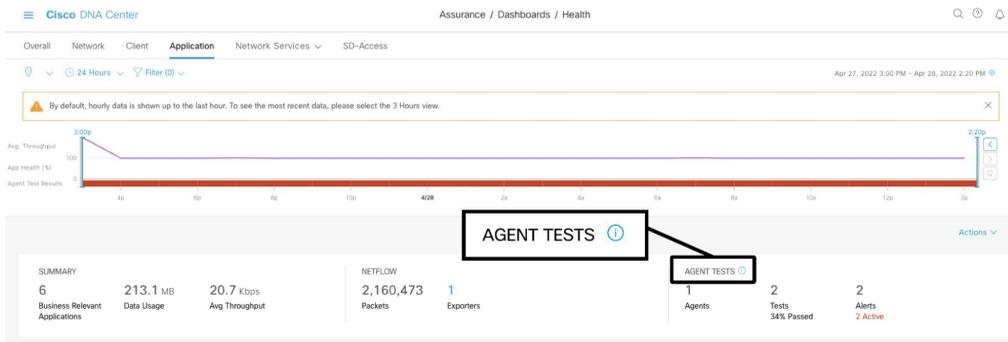 Cisco DNA Center
Assurance / Dashboards / Health
Overall Network Client Application Network Services SD-Access
24 Hours Filter (0)
Apr 27, 2022 3:00 PM - Apr 28, 2022 2:20 PM
By default, hourly data is shown up to the last hour. To see the most recent data, please select the 3 Hours view.
3:00p 2:20p
Avg. Throughput
100
App Health (%)
0
Agent Test Results
4p 6p 8p 10p 4/28 2a 4a 6a 8a 10a 12p 2p
AGENT TESTS
Actions
SUMMARY NETFLOW AGENT TESTS
6 213.1 MB 20.7 Kbps 2,160,473 1 1 2 2
Business Relevant Data Usage Avg Throughput Packets Exporters Agents Tests Alerts
Applications 34% Passed 2 Active